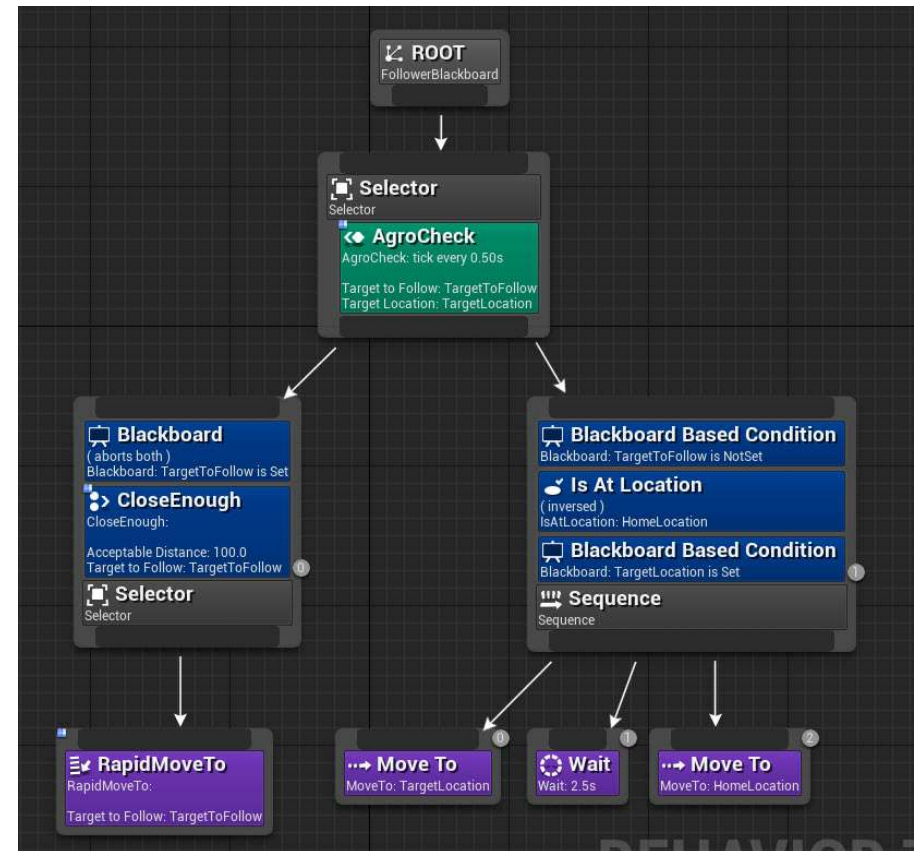 ROOT
FollowerBlackboard
Selector
Selector
AgroCheck
AgroCheck: tick every 0.50s
Target to Follow: TargetToFollow
Target Location: TargetLocation
Blackboard
( aborts both )
Blackboard: TargetToFollow is Set
CloseEnough
CloseEnough:
Acceptable Distance: 100.0
Target to Follow: TargetToFollow
0
Selector
Selector
Blackboard Based Condition
Blackboard: TargetToFollow is NotSet
Is At Location
( inversed )
IsAtLocation: HomeLocation
Blackboard Based Condition
Blackboard: TargetLocation is Set
1
Sequence
Sequence
RapidMoveTo
RapidMoveTo:
Target to Follow: TargetToFollow
0
Move To
MoveTo: TargetLocation
1
Wait
Wait: 2.5s
2
Move To
MoveTo: HomeLocation